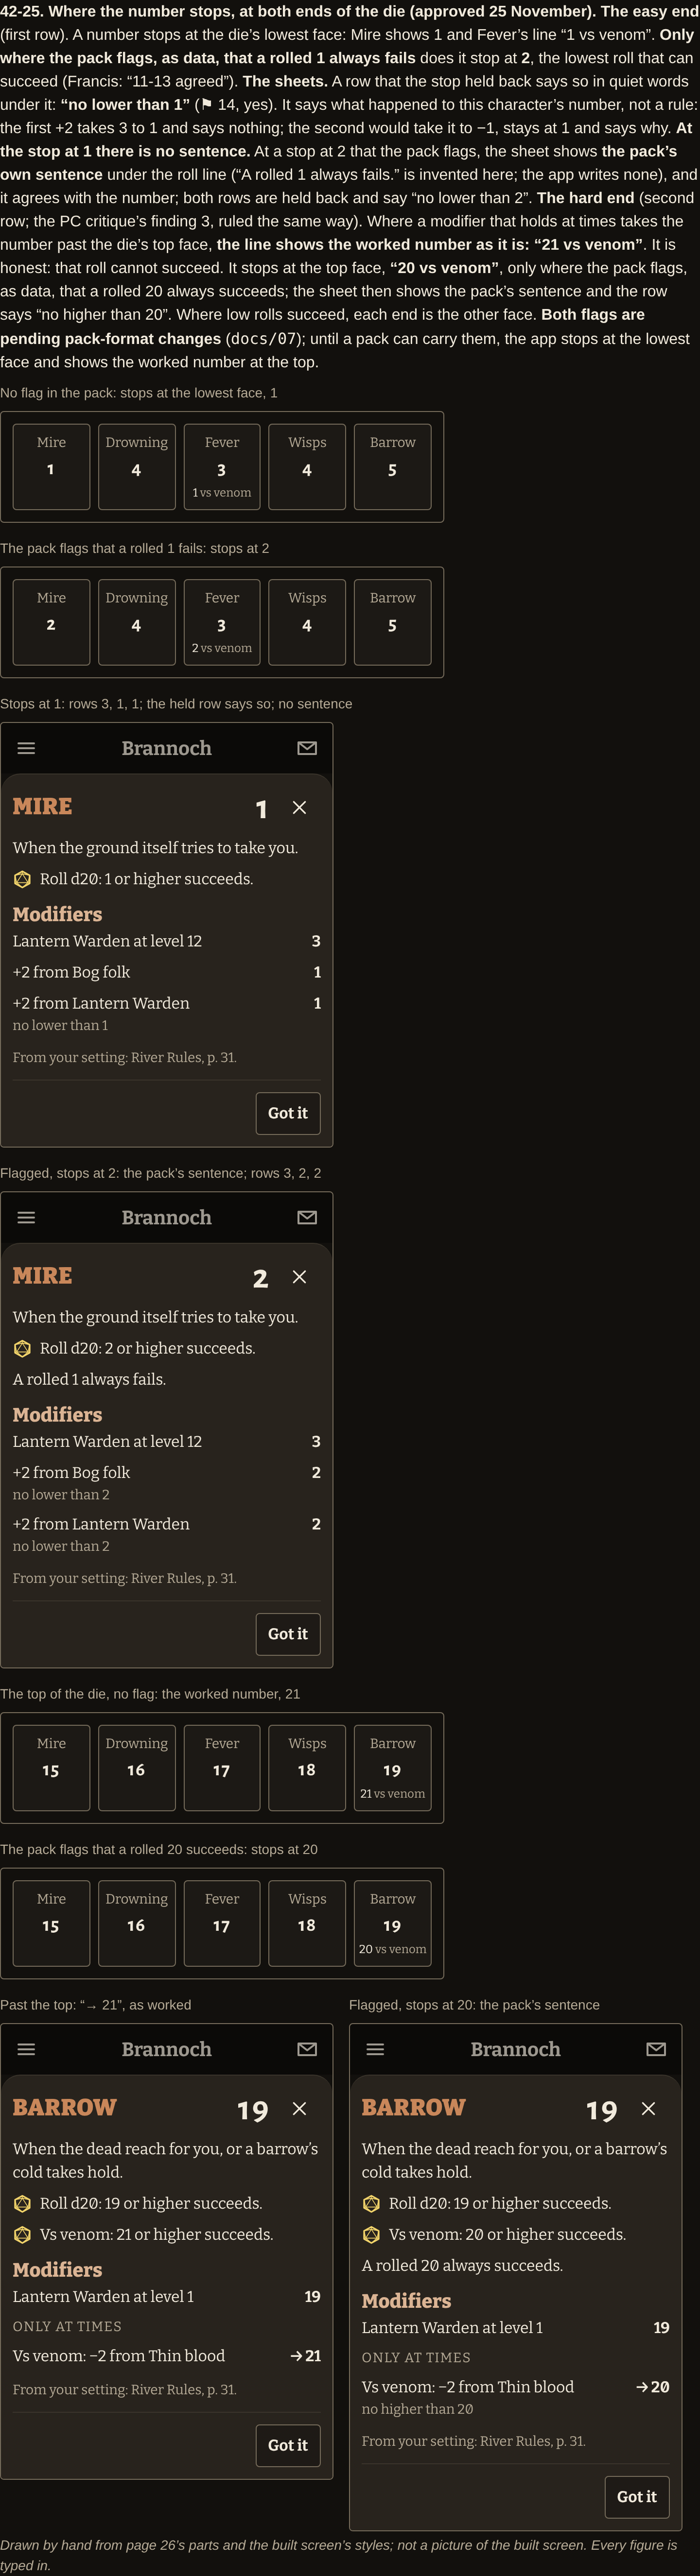 42-25. Where the number stops, at both ends of the die (approved 25 November). The easy end
(first row). A number stops at the die’s lowest face: Mire shows 1 and Fever’s line “1 vs venom”. Only
where the pack flags, as data, that a rolled 1 always fails does it stop at 2, the lowest roll that can
succeed (Francis: “11-13 agreed”). The sheets. A row that the stop held back says so in quiet words
under it: “no lower than 1” (⚑ 14, yes). It says what happened to this character’s number, not a rule:
the first +2 takes 3 to 1 and says nothing; the second would take it to −1, stays at 1 and says why. At
the stop at 1 there is no sentence. At a stop at 2 that the pack flags, the sheet shows the pack’s
own sentence under the roll line (“A rolled 1 always fails.” is invented here; the app writes none), and
it agrees with the number; both rows are held back and say “no lower than 2”. The hard end (second
row; the PC critique’s finding 3, ruled the same way). Where a modifier that holds at times takes the
number past the die’s top face, the line shows the worked number as it is: “21 vs venom”. It is
honest: that roll cannot succeed. It stops at the top face, “20 vs venom”, only where the pack flags,
as data, that a rolled 20 always succeeds; the sheet then shows the pack’s sentence and the row
says “no higher than 20”. Where low rolls succeed, each end is the other face. Both flags are
pending pack-format changes (docs/07); until a pack can carry them, the app stops at the lowest
face and shows the worked number at the top.
No flag in the pack: stops at the lowest face, 1
Mire Drowning Fever Wisps Barrow
1 4 3 4 5
1 vs venom
The pack flags that a rolled 1 fails: stops at 2
Mire Drowning Fever Wisps Barrow
2 4 3 4 5
2 vs venom
Stops at 1: rows 3, 1, 1; the held row says so; no sentence
Brannoch
MIRE 1
When the ground itself tries to take you.
Roll d20: 1 or higher succeeds.
Modifiers
Lantern Warden at level 12 3
+2 from Bog folk 1
+2 from Lantern Warden 1
no lower than 1
From your setting: River Rules, p. 31.
Got it
Flagged, stops at 2: the pack’s sentence; rows 3, 2, 2
Brannoch
MIRE 2
When the ground itself tries to take you.
Roll d20: 2 or higher succeeds.
A rolled 1 always fails.
Modifiers
Lantern Warden at level 12 3
+2 from Bog folk 2
no lower than 2
+2 from Lantern Warden 2
no lower than 2
From your setting: River Rules, p. 31.
Got it
The top of the die, no flag: the worked number, 21
Mire Drowning Fever Wisps Barrow
15 16 17 18 19
21 vs venom
The pack flags that a rolled 20 succeeds: stops at 20
Mire Drowning Fever Wisps Barrow
15 16 17 18 19
20 vs venom
Past the top: “→ 21”, as worked
Brannoch
BARROW 19
When the dead reach for you, or a barrow’s
cold takes hold.
Roll d20: 19 or higher succeeds.
Vs venom: 21 or higher succeeds.
Modifiers
Lantern Warden at level 1 19
ONLY AT TIMES
Vs venom: −2 from Thin blood → 21
From your setting: River Rules, p. 31.
Got it
Flagged, stops at 20: the pack’s sentence
Brannoch
BARROW 19
When the dead reach for you, or a barrow’s
cold takes hold.
Roll d20: 19 or higher succeeds.
Vs venom: 20 or higher succeeds.
A rolled 20 always succeeds.
Modifiers
Lantern Warden at level 1 19
ONLY AT TIMES
Vs venom: −2 from Thin blood → 20
no higher than 20
From your setting: River Rules, p. 31.
Got it
Drawn by hand from page 26’s parts and the built screen’s styles; not a picture of the built screen. Every figure is
typed in.